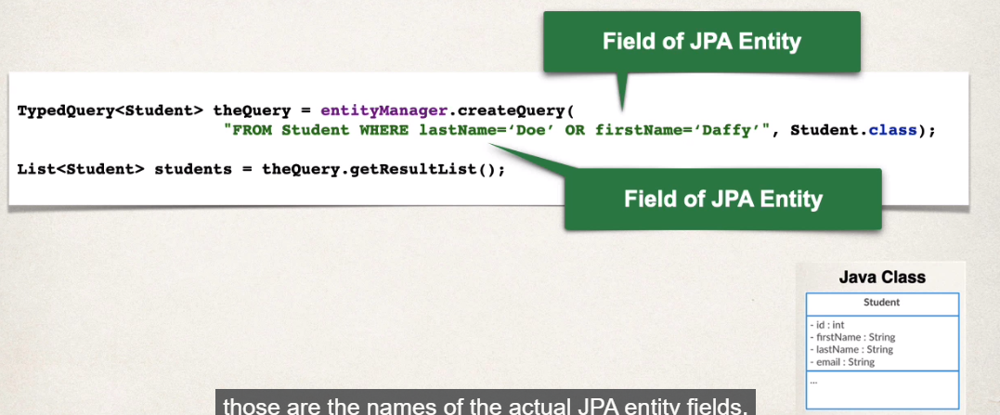 Field of JPA Entity
TypedQuery<Student> theQuery = entityManager.createQuery(
"FROM Student WHERE lastName=‘Doe’ OR firstName=‘Daffy’", Student.class);
List<Student> students = theQuery.getResultList();
Field of JPA Entity
Java Class
Student
- id : int
- firstName : String
- lastName : String
- email : String
...
those are the names of the actual JPA entity fields.